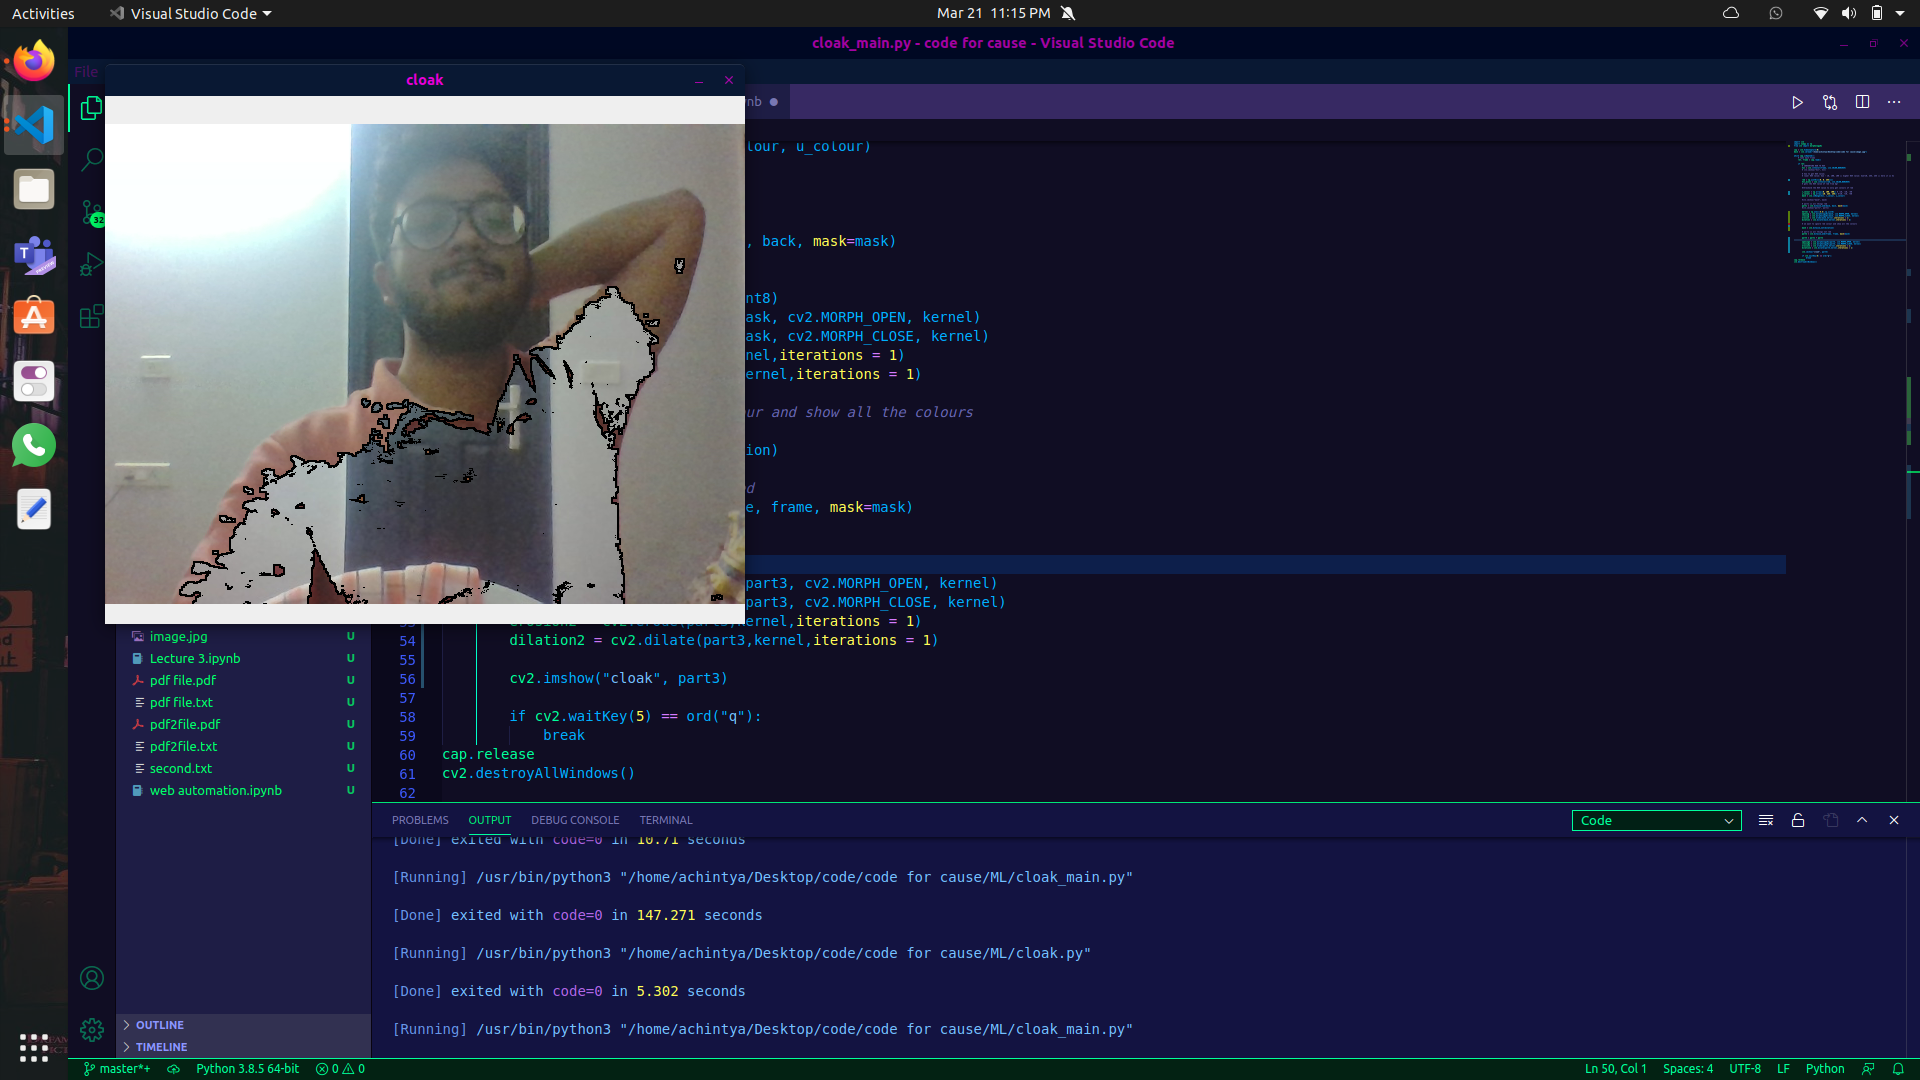 Activities
Visual Studio Code
Mar 21 11:15 PM
cloak_main.py - code for cause - Visual Studio Code
File
cloak
nb
lour, u_colour)
, back, mask=mask)
nt8)
ask, cv2.MORPH_OPEN, kernel)
ask, cv2.MORPH_CLOSE, kernel)
nel,iterations = 1)
ernel,iterations = 1)
ur and show all the colours
ion)
d
e, frame, mask=mask)
part3, cv2.MORPH_OPEN, kernel)
part3, cv2.MORPH_CLOSE, kernel)
53 erosion2 = cv2.erode(part3,kernel,iterations = 1)
54 dilation2 = cv2.dilate(part3,kernel,iterations = 1)
55
56 cv2.imshow("cloak", part3)
57
58 if cv2.waitKey(5) == ord("q"):
59 break
60 cap.release
61 cv2.destroyAllWindows()
62
32
image.jpg U
Lecture 3.ipynb U
pdf file.pdf U
pdf file.txt U
pdf2file.pdf U
pdf2file.txt U
second.txt U
web automation.ipynb U
OUTLINE
TIMELINE
PROBLEMS OUTPUT DEBUG CONSOLE TERMINAL
Code
[Done] exited with code=0 in 10.71 seconds
[Running] /usr/bin/python3 "/home/achintya/Desktop/code/code for cause/ML/cloak_main.py"
[Done] exited with code=0 in 147.271 seconds
[Running] /usr/bin/python3 "/home/achintya/Desktop/code/code for cause/ML/cloak.py"
[Done] exited with code=0 in 5.302 seconds
[Running] /usr/bin/python3 "/home/achintya/Desktop/code/code for cause/ML/cloak_main.py"
master*+ Python 3.8.5 64-bit 0 0
Ln 50, Col 1 Spaces: 4 UTF-8 LF Python